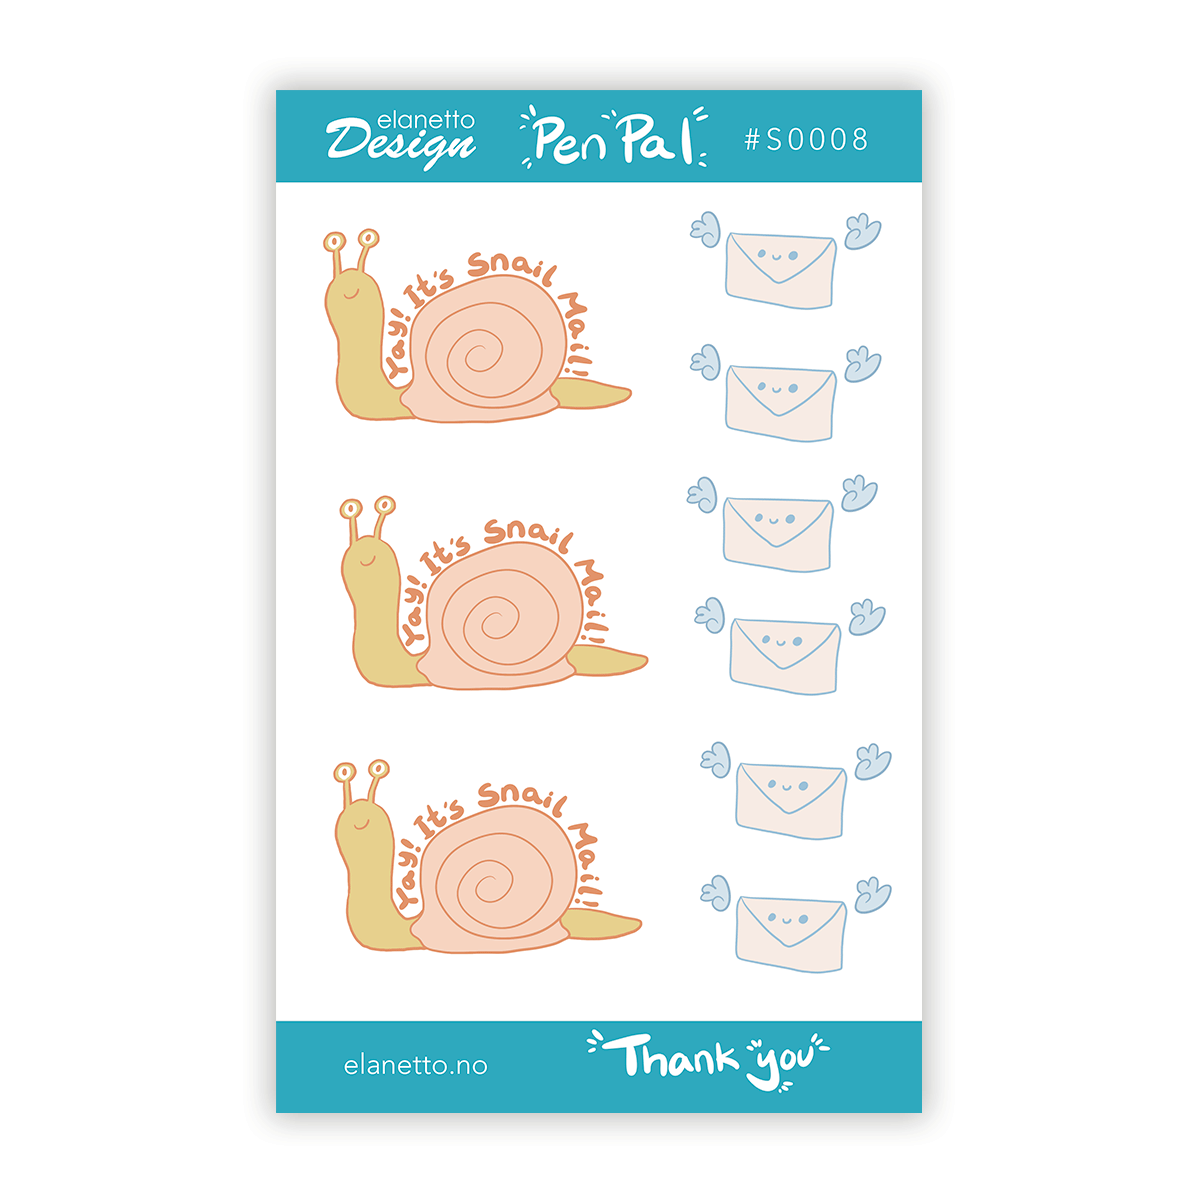 elanetto
Design
Pen Pal
#S0008
Yay! It's Snail Mail!
Yay! It's Snail Mail!
Yay! It's Snail Mail!
elanetto.no
Thank you